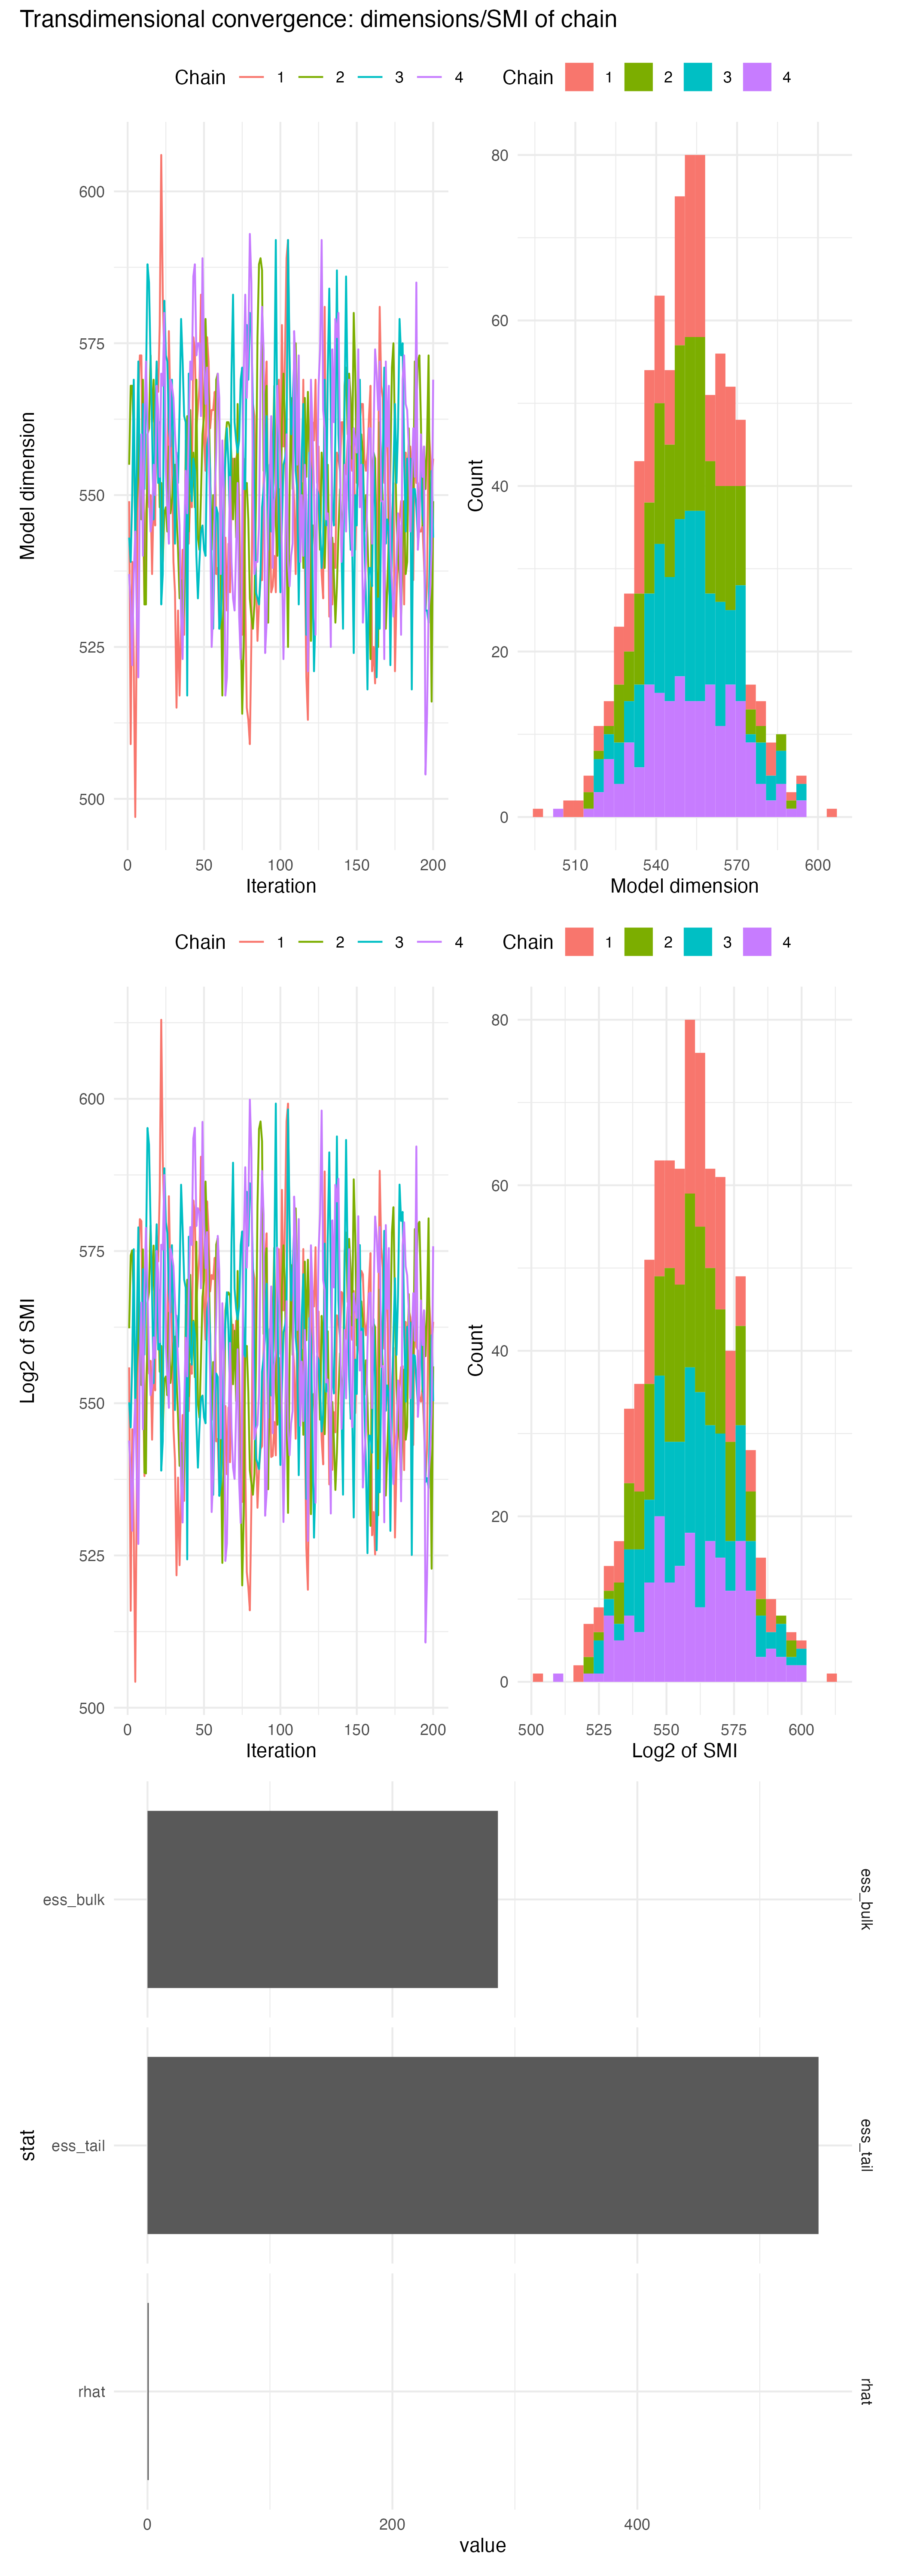 Transdimensional convergence: dimensions/SMI of chain
Chain 1 2 3 4
Chain 1 2 3 4
600
575
550
525
500
Model dimension
0 50 100 150 200
Iteration
80
60
40
20
0
Count
510 540 570 600
Model dimension
Chain 1 2 3 4
Chain 1 2 3 4
600
575
550
525
500
Log2 of SMI
0 50 100 150 200
Iteration
80
60
40
20
0
Count
500 525 550 575 600
Log2 of SMI
ess_bulk
ess_bulk
stat
ess_tail
ess_tail
rhat
rhat
0 200 400
value